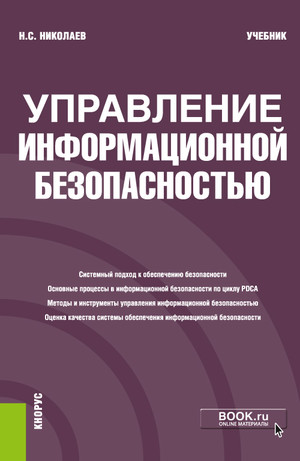 Н.С. НИКОЛАЕВ
УЧЕБНИК
УПРАВЛЕНИЕ
ИНФОРМАЦИОННОЙ
БЕЗОПАСНОСТЬЮ
Системный подход к обеспечению безопасности
Основные процессы в информационной безопасности по циклу PDCA
Методы и инструменты управления информационной безопасностью
Оценка качества системы обеспечения информационной безопасности
КНОРУС
BOOK.ru
ONLINE МАТЕРИАЛЫ